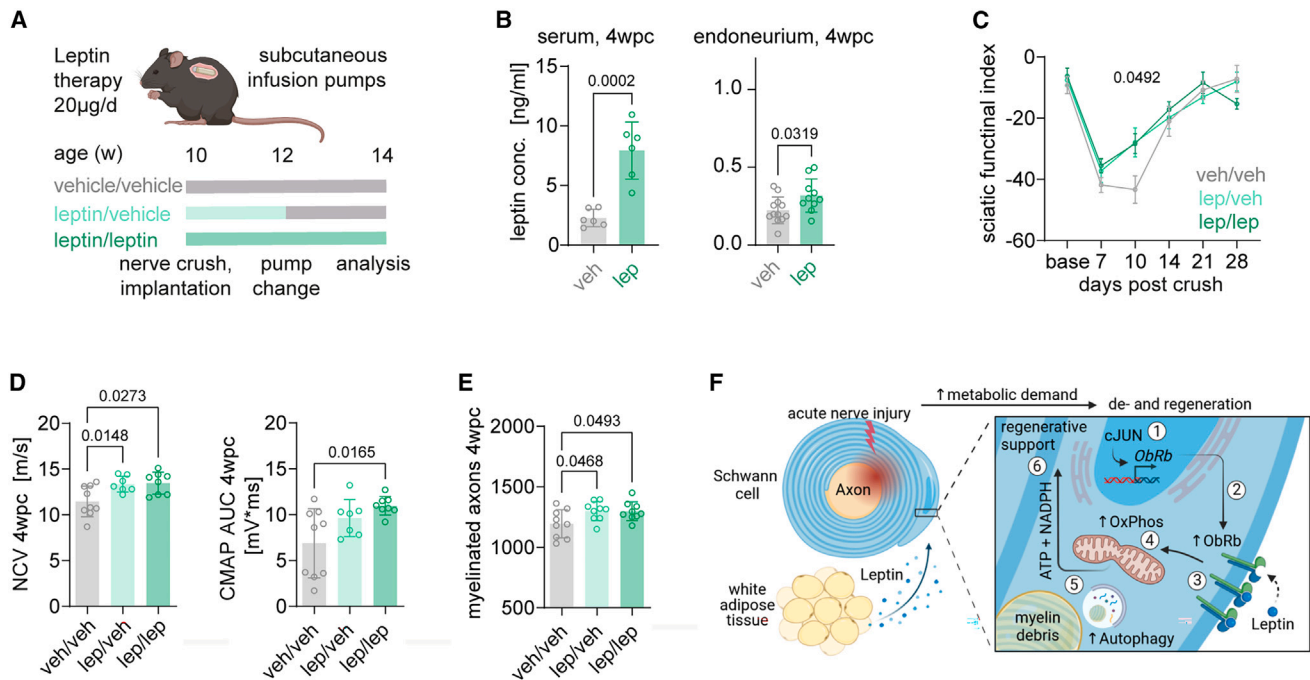 A
Leptin
therapy
20µg/d
subcutaneous
infusion pumps
age (w)
10
12
14
vehicle/vehicle
leptin/vehicle
leptin/leptin
nerve crush,
implantation
pump
change
analysis
B
serum, 4wpc
leptin conc. [ng/ml]
15
10
5
0
0.0002
veh
lep
endoneurium, 4wpc
1.0
0.5
0.0
0.0319
veh
lep
C
sciatic functinal index
0
-20
-40
-60
0.0492
veh/veh
lep/veh
lep/lep
base 7 10 14 21 28
days post crush
D
NCV 4wpc [m/s]
20
15
10
5
0
0.0273
0.0148
veh/veh
lep/veh
lep/lep
CMAP AUC 4wpc
[mV*ms]
20
15
10
5
0
0.0165
veh/veh
lep/veh
lep/lep
E
myelinated axons 4wpc
2000
1500
1000
500
0.0493
0.0468
veh/veh
lep/veh
lep/lep
F
↑metabolic demand
acute nerve injury
de- and regeneration
Schwann
cell
Axon
white
adipose
tissue
Leptin
regenerative
support
6
cJUN
1
ObRb
2
↑OxPhos
4
↑ObRb
3
ATP + NADPH
5
myelin
debris
↑Autophagy
Leptin